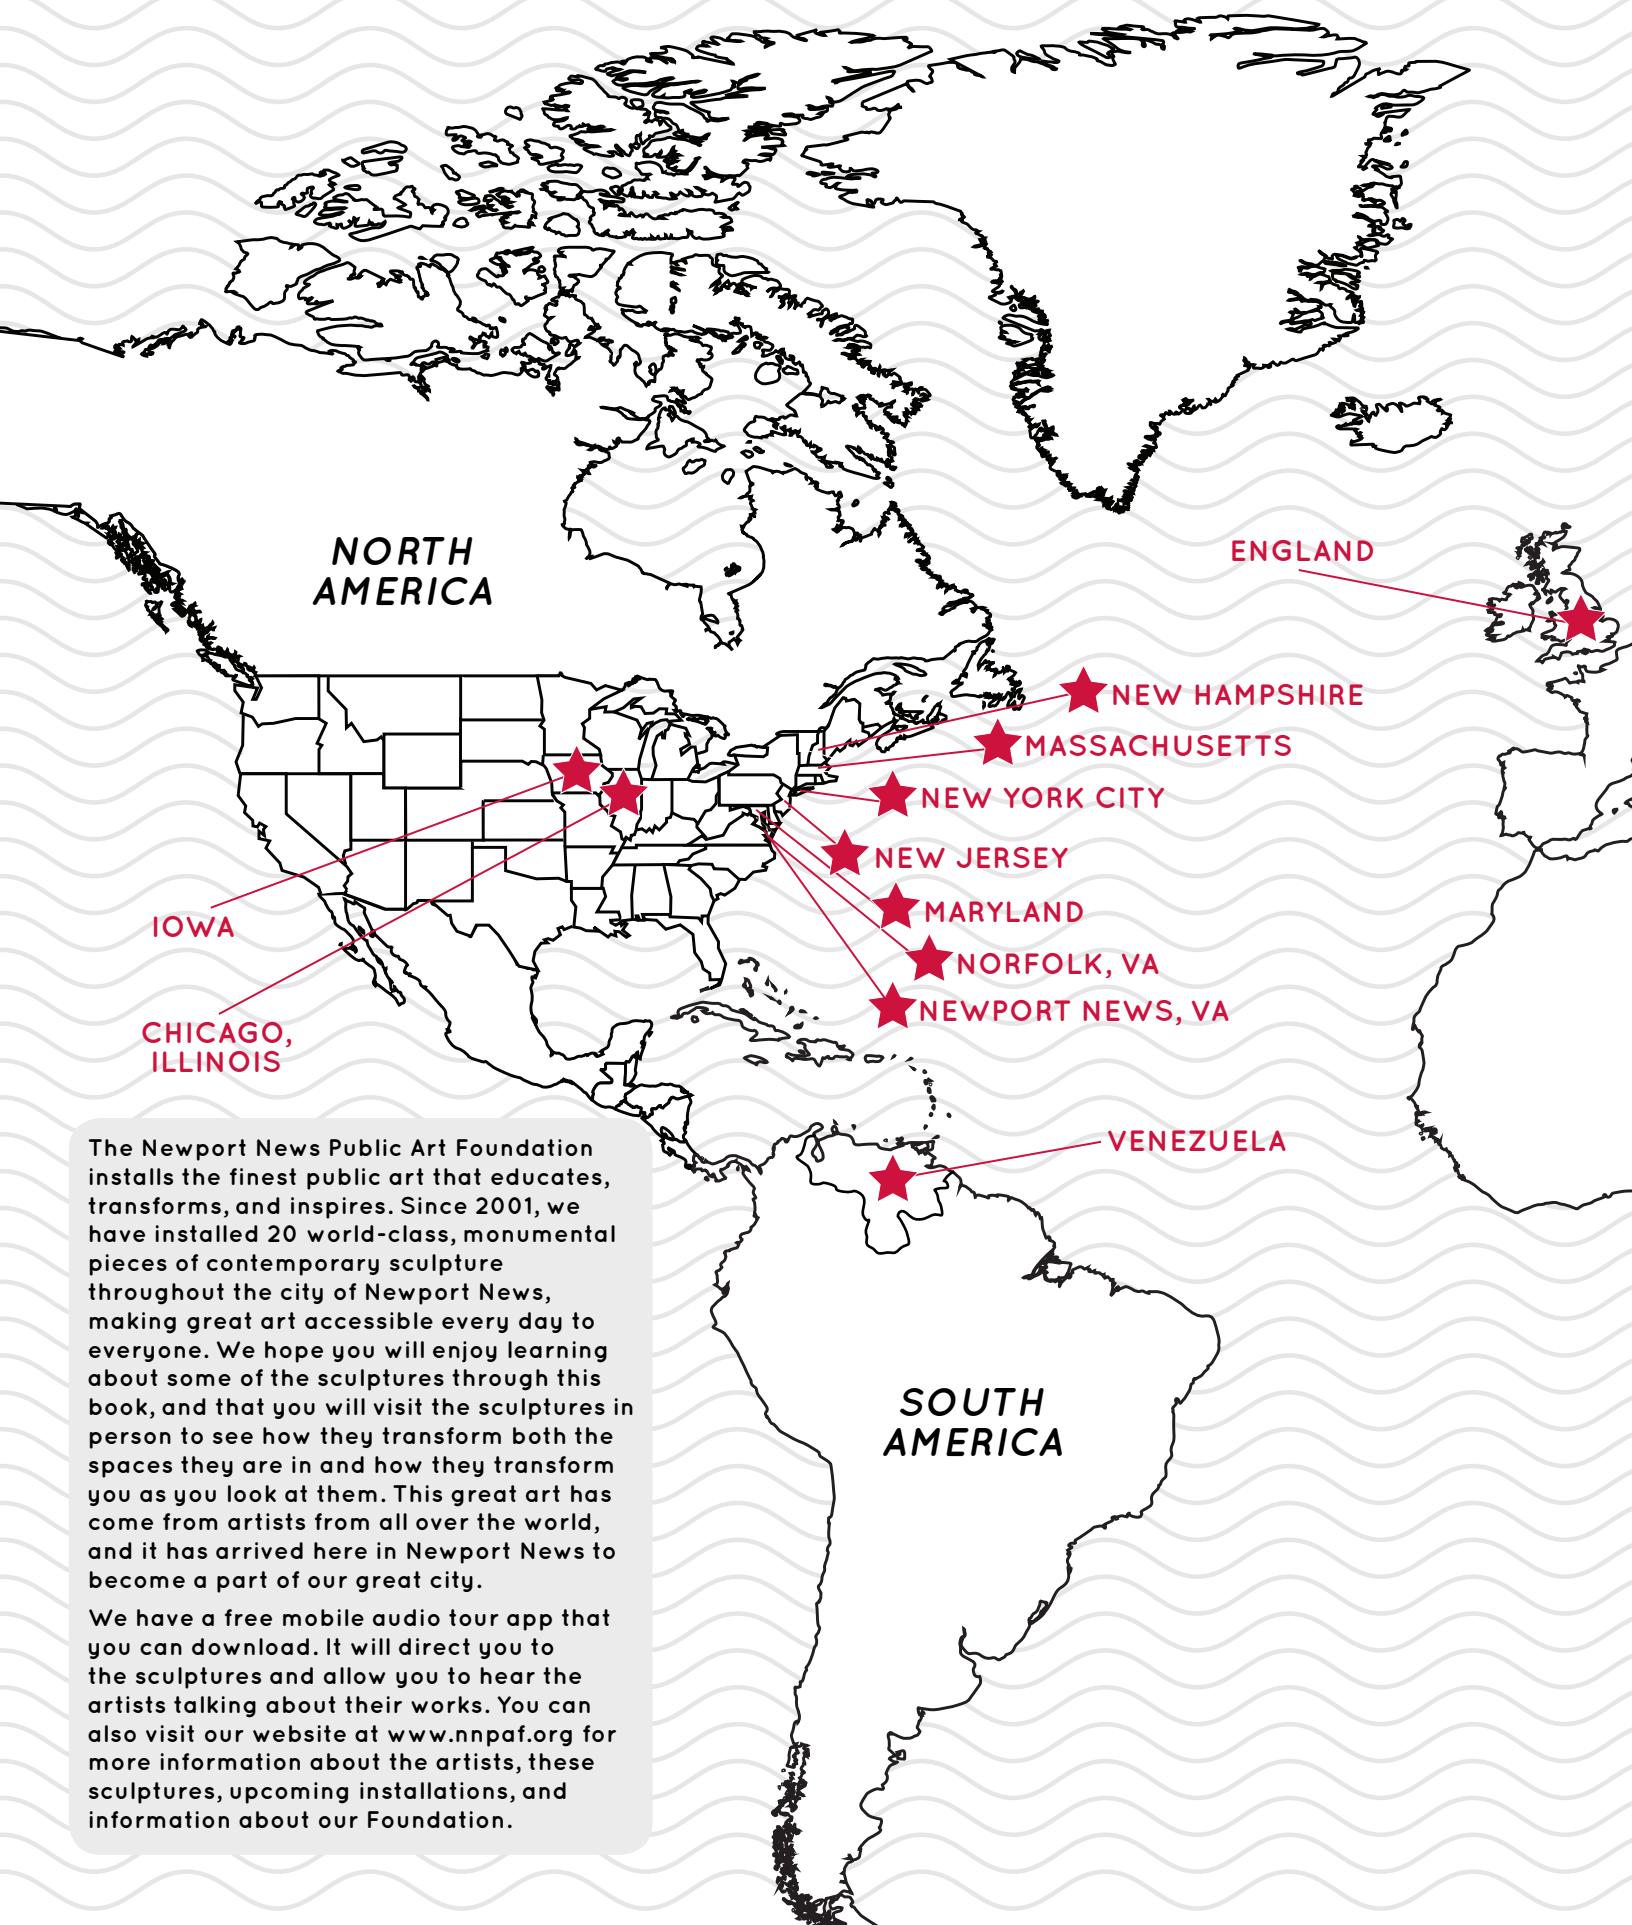 NORTH
AMERICA
ENGLAND
NEW HAMPSHIRE
MASSACHUSETTS
NEW YORK CITY
NEW JERSEY
MARYLAND
IOWA
NORFOLK, VA
NEWPORT NEWS, VA
CHICAGO,
ILLINOIS
VENEZUELA
The Newport News Public Art Foundation
installs the finest public art that educates,
transforms, and inspires. Since 2001, we
have installed 20 world-class, monumental
pieces of contemporary sculpture
throughout the city of Newport News,
making great art accessible every day to
everyone. We hope you will enjoy learning
about some of the sculptures through this
book, and that you will visit the sculptures in
person to see how they transform both the
spaces they are in and how they transform
you as you look at them. This great art has
come from artists from all over the world,
and it has arrived here in Newport News to
become a part of our great city.
We have a free mobile audio tour app that
you can download. It will direct you to
the sculptures and allow you to hear the
artists talking about their works. You can
also visit our website at www.nnpaf.org for
more information about the artists, these
sculptures, upcoming installations, and
information about our Foundation.
SOUTH
AMERICA